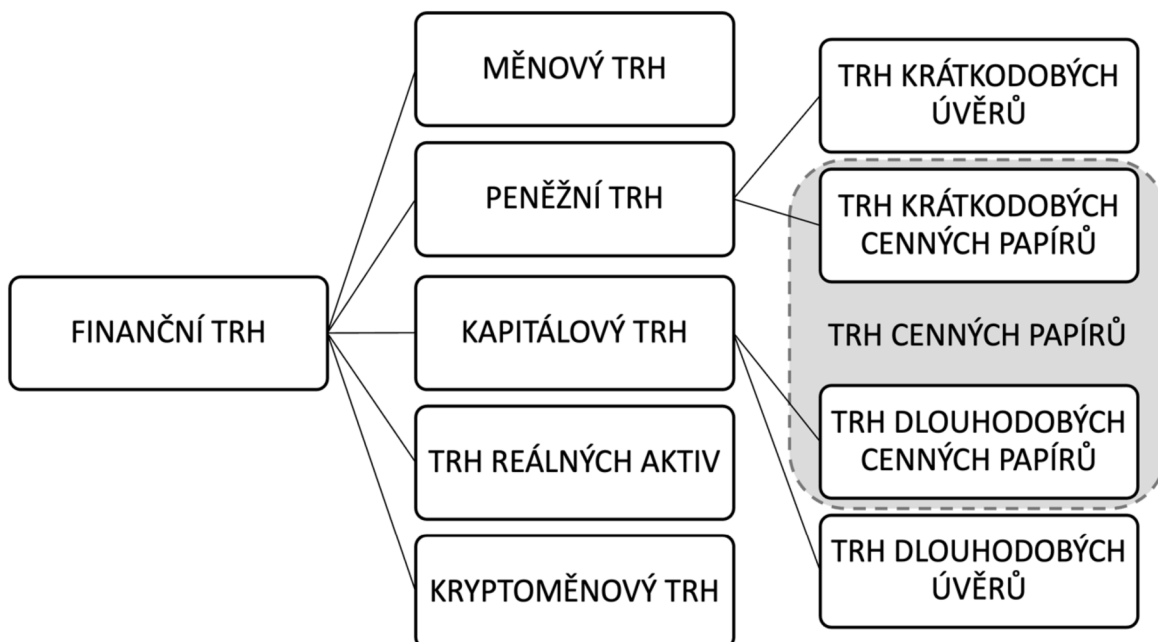 FINANČNÍ TRH
MĚNOVÝ TRH
PENĚŽNÍ TRH
KAPITÁLOVÝ TRH
TRH REÁLNÝCH AKTIV
KRYPTOMĚNOVÝ TRH
TRH KRÁTKODOBÝCH
ÚVĚRŮ
TRH KRÁTKODOBÝCH
CENNÝCH PAPÍRŮ
TRH CENNÝCH PAPÍRŮ
TRH DLOUHODOBÝCH
CENNÝCH PAPÍRŮ
TRH DLOUHODOBÝCH
ÚVĚRŮ